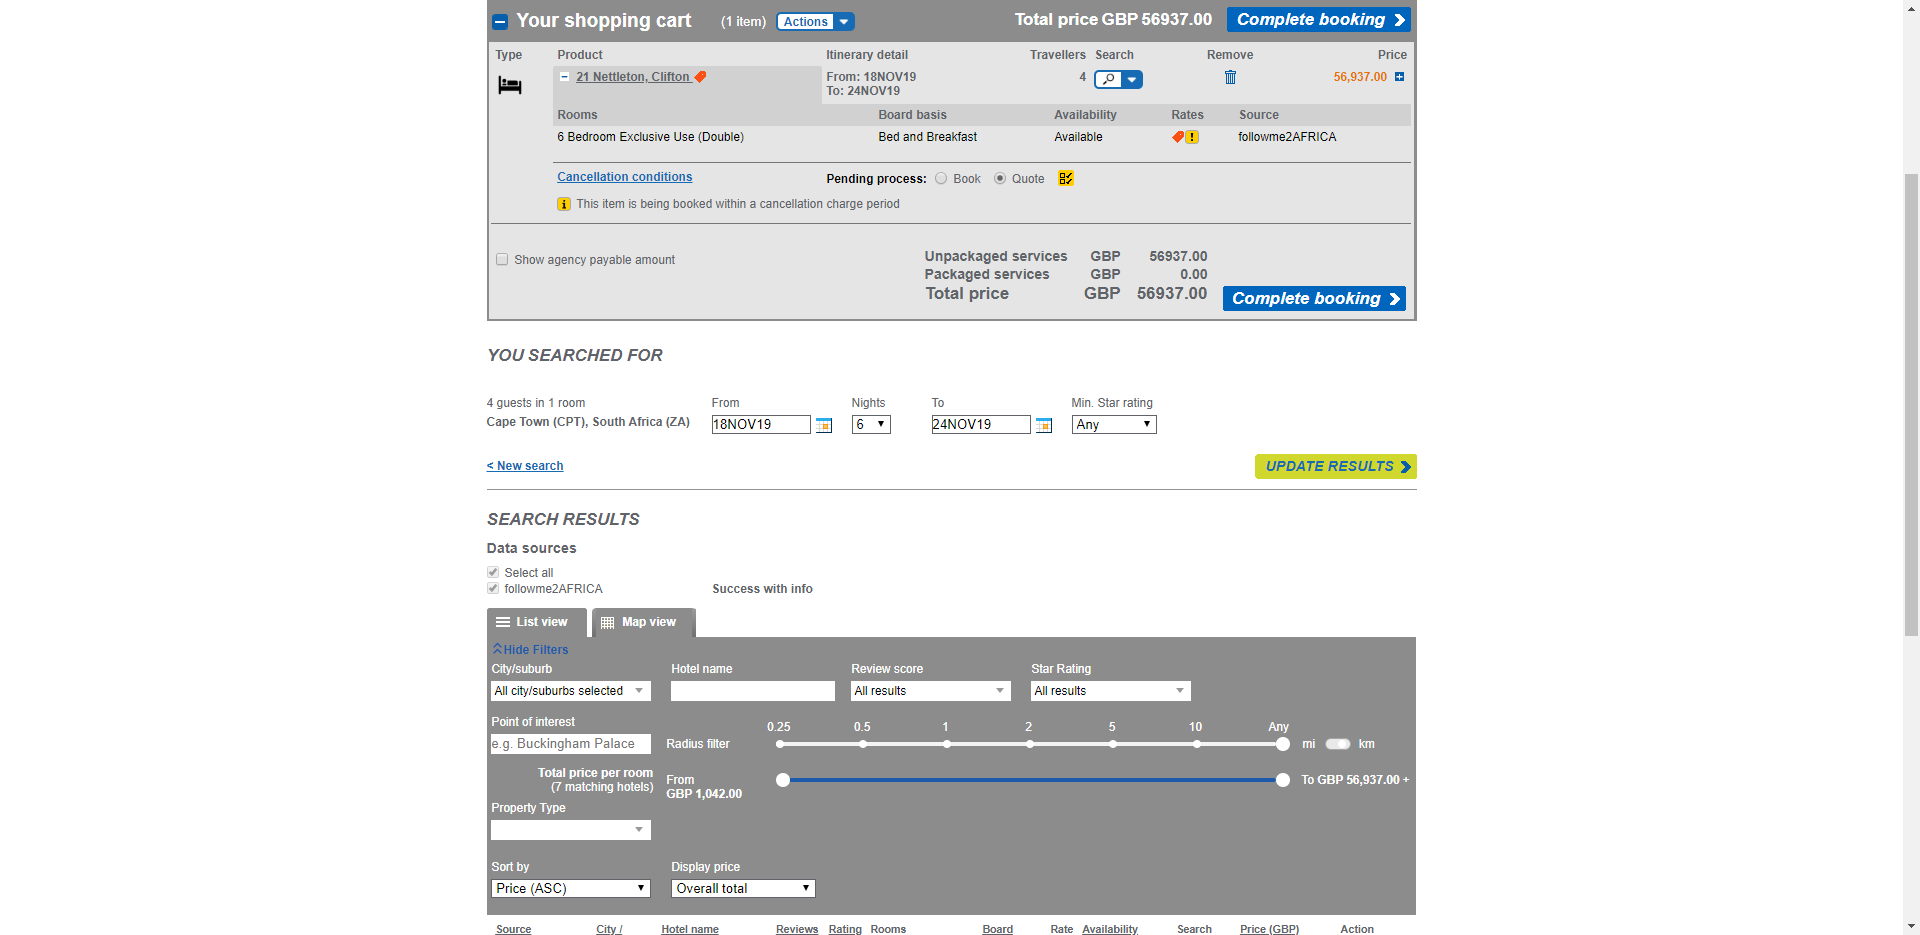 Your shopping cart (1 item) Actions Total price GBP 56937.00 Complete booking
Type Product Itinerary detail Travellers Search Remove Price
21 Nettleton, Clifton From: 18NOV19 4 56,937.00
To: 24NOV19
Rooms Board basis Availability Rates Source
6 Bedroom Exclusive Use (Double) Bed and Breakfast Available followme2AFRICA
Cancellation conditions Pending process: Book Quote
This item is being booked within a cancellation charge period
Unpackaged services GBP 56937.00
Show agency payable amount
Packaged services GBP 0.00
Total price GBP 56937.00 Complete booking
YOU SEARCHED FOR
4 guests in 1 room From Nights To Min. Star rating
Cape Town (CPT), South Africa (ZA) 18NOV19 6 24NOV19 Any
< New search UPDATE RESULTS
SEARCH RESULTS
Data sources
Select all
followme2AFRICA Success with info
List view Map view
Hide Filters
City/suburb Hotel name Review score Star Rating
All city/suburbs selected All results All results
Point of interest 0.25 0.5 1 2 5 10 Any
e.g. Buckingham Palace Radius filter mi km
Total price per room From To GBP 56,937.00 +
(7 matching hotels) GBP 1,042.00
Property Type
Sort by Display price
Price (ASC) Overall total
Source City / Hotel name Reviews Rating Rooms Board Rate Availability Search Price (GBP) Action